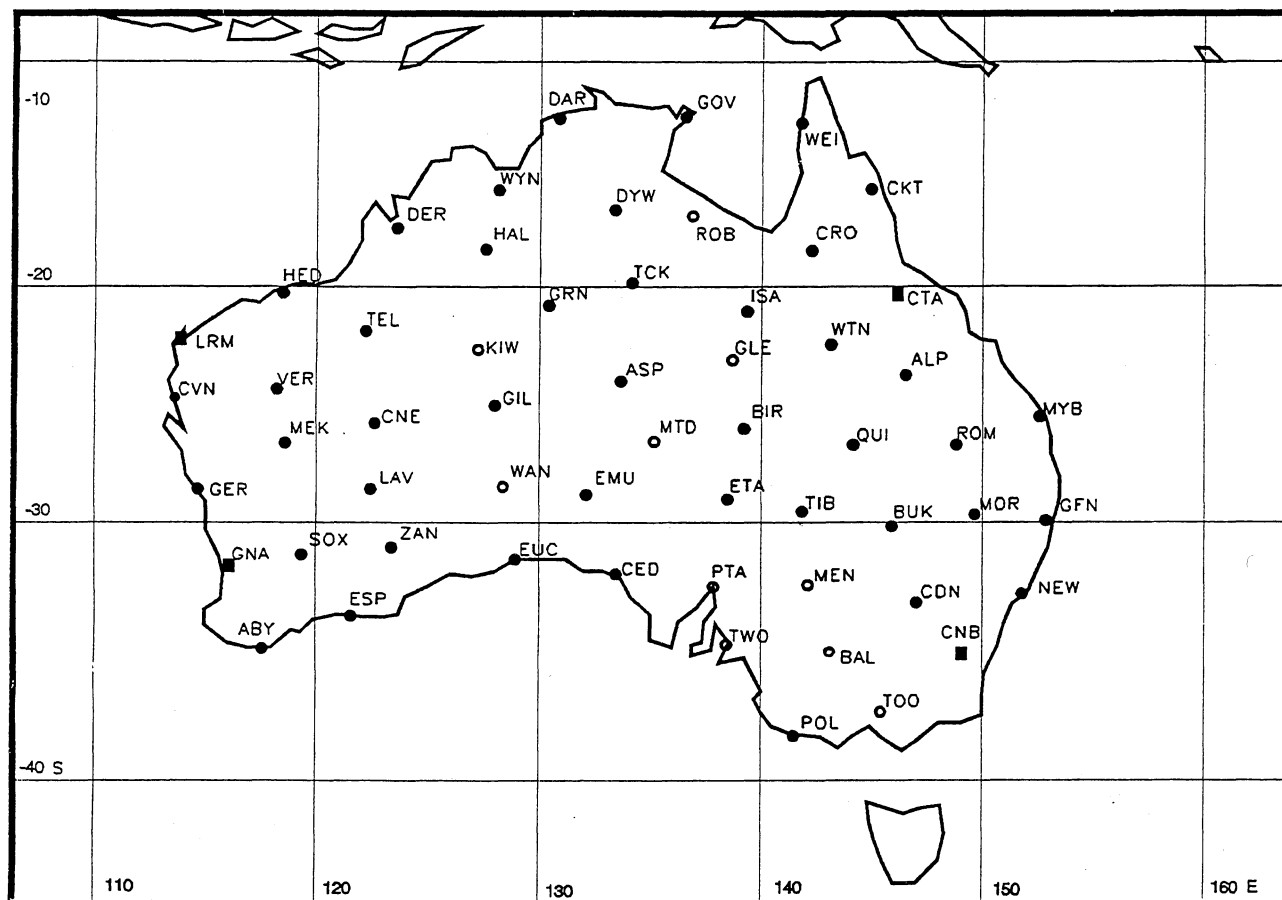 -10
DAR
GOV
WEI
WYN
CKT
DYW
DER
ROB
HAL
CRO
HED
TCK
-20
GRN
ISA
CTA
TEL
LRM
KIW
GLE
WTN
ASP
ALP
CVN
VER
GIL
CNE
BIR
MYB
MEK
MTD
QUI
ROM
GER
LAV
WAN
EMU
ETA
TIB
MOR
GFN
-30
BUK
GNA
SOX
ZAN
EUC
CED
PTA
MEN
CDN
NEW
ESP
ABY
TWO
CNB
BAL
TOO
POL
-40 S
110
120
130
140
150
160 E